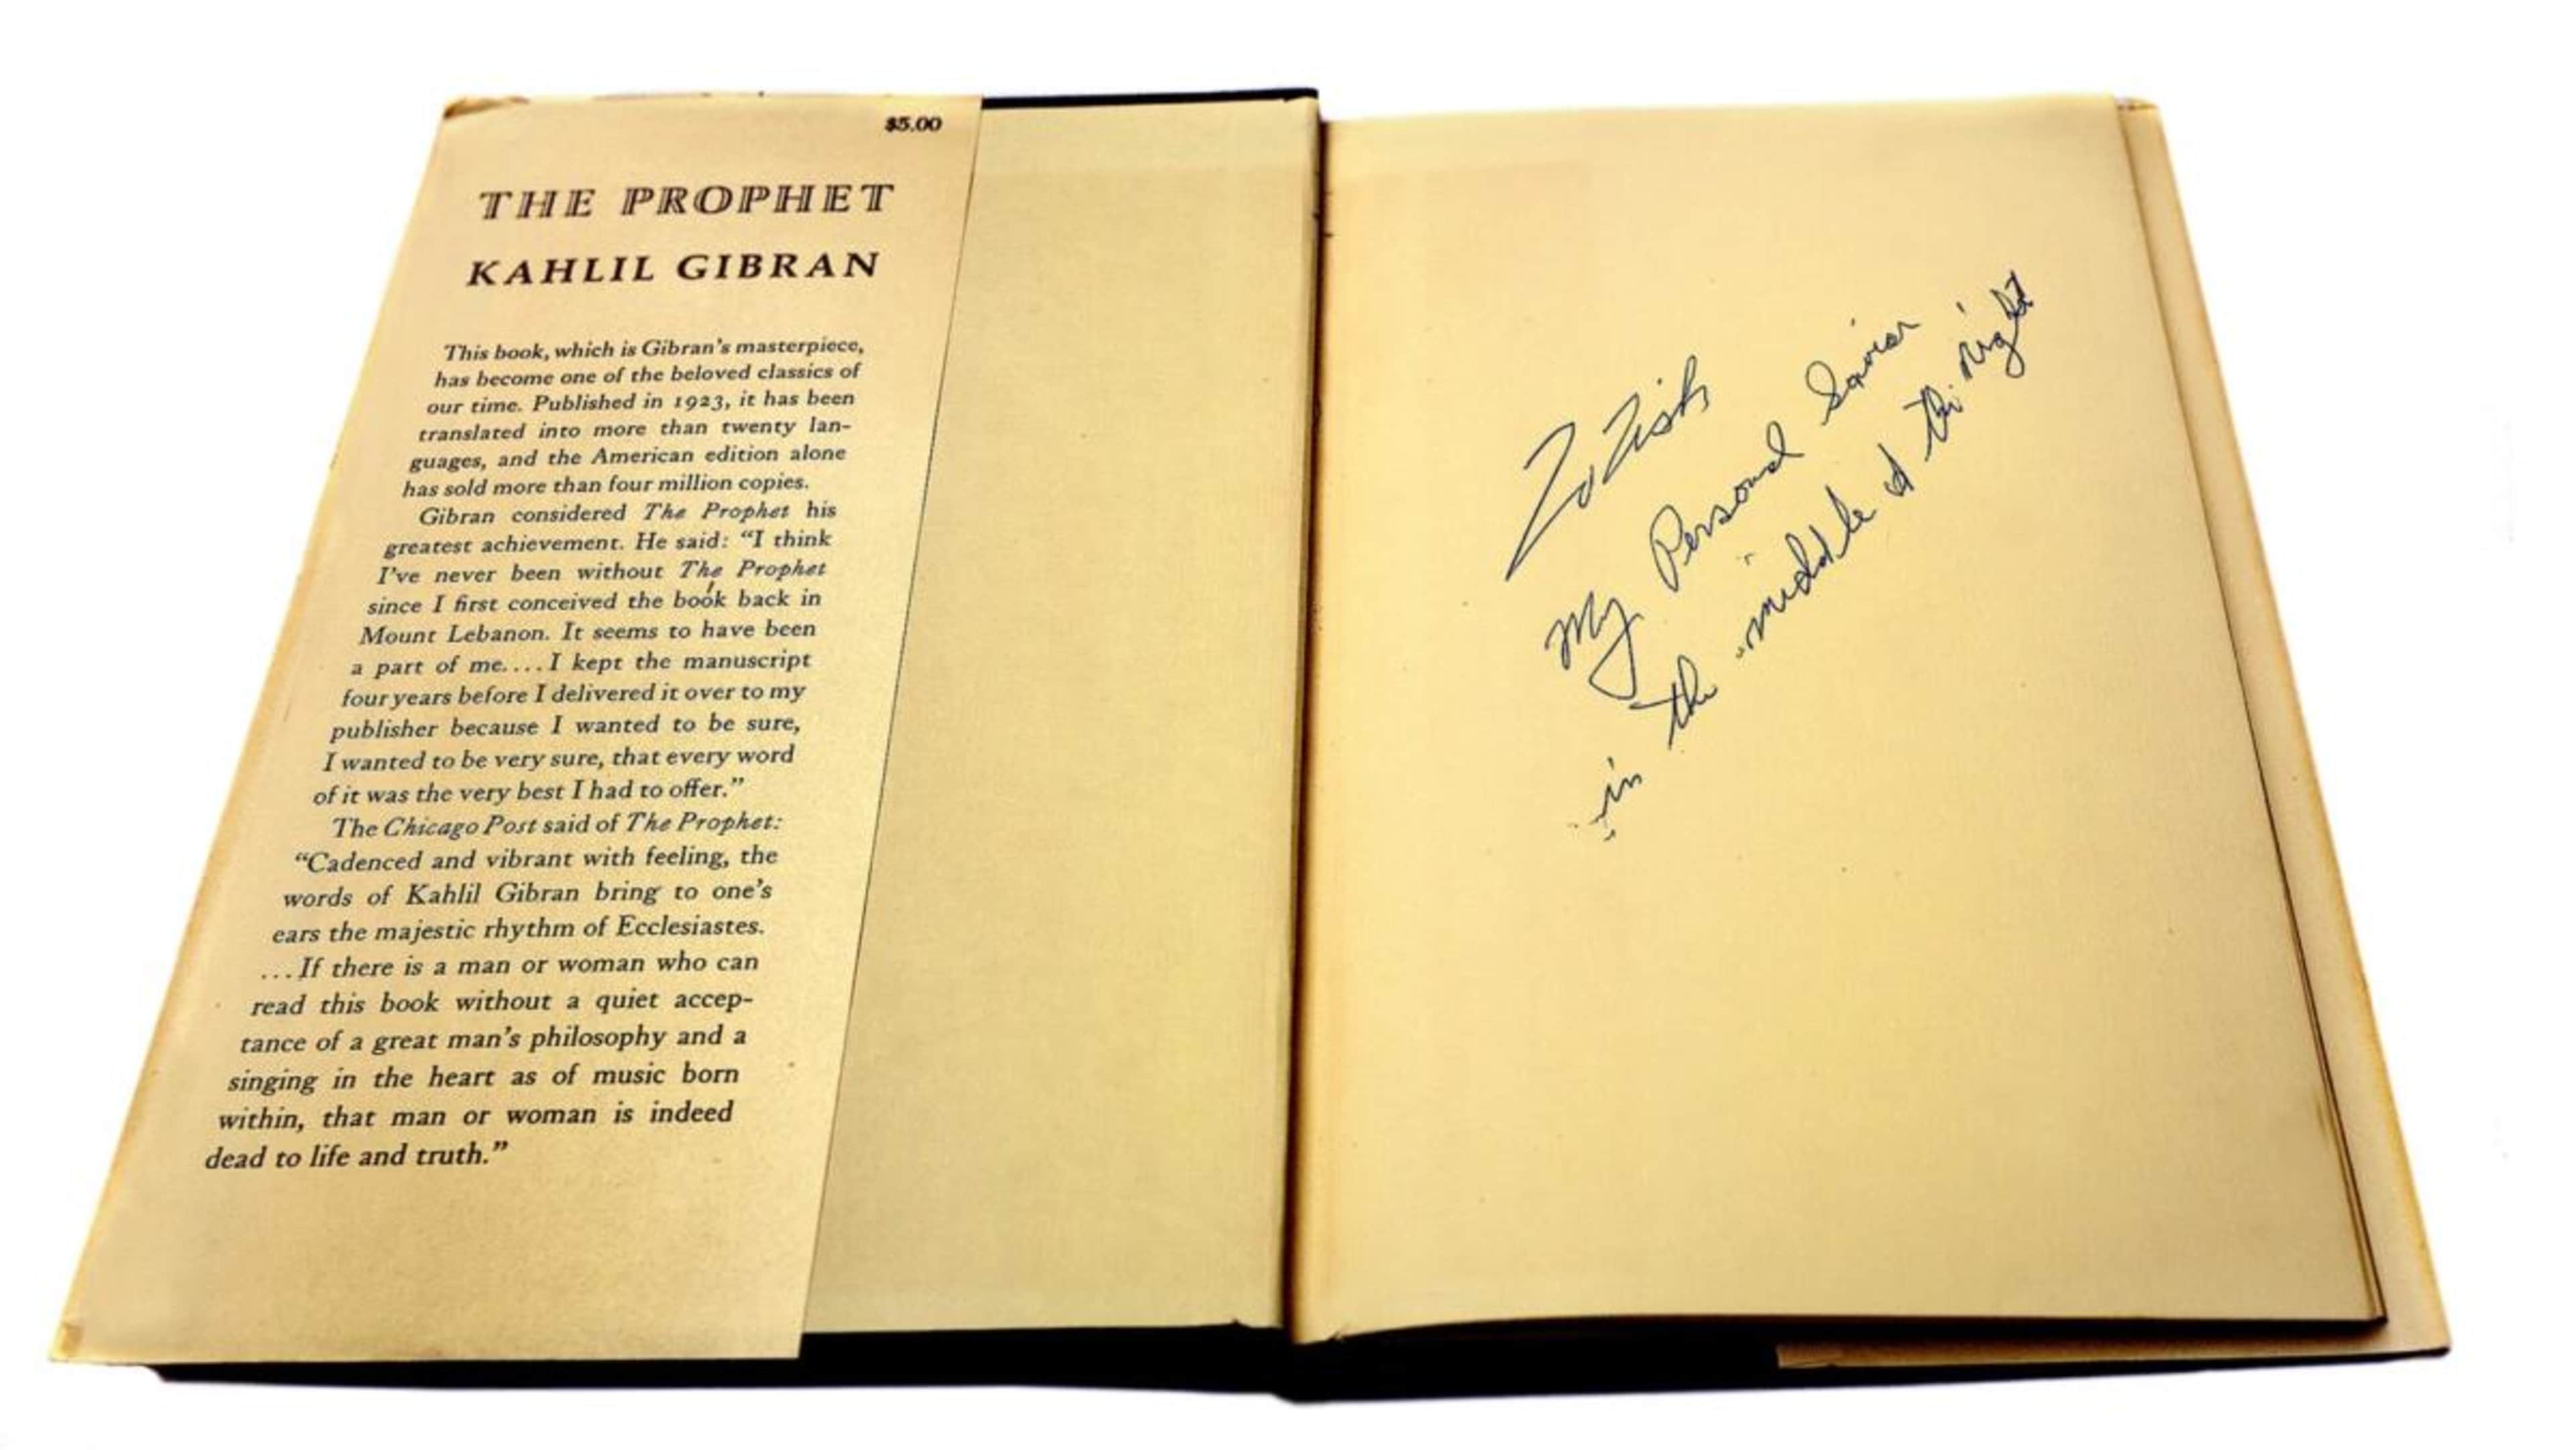 $5.00
THE PROPHET
KAHLIL GIBRAN
This book, which is Gibran's masterpiece,
has become one of the beloved classics of
our time. Published in 1923, it has been
translated into more than twenty lan-
guages, and the American edition alone
has sold more than four million copies.
Gibran considered The Prophet his
greatest achievement. He said: “I think
I've never been without The Prophet
since I first conceived the book back in
Mount Lebanon. It seems to have been
a part of me....I kept the manuscript
four years before I delivered it over to my
publisher because I wanted to be sure,
I wanted to be very sure, that every word
of it was the very best I had to offer.”
The Chicago Post said of The Prophet:
“Cadenced and vibrant with feeling, the
words of Kahlil Gibran bring to one's
ears the majestic rhythm of Ecclesiastes.
...If there is a man or woman who can
read this book without a quiet accep-
tance of a great man's philosophy and a
singing in the heart as of music born
within, that man or woman is indeed
dead to life and truth.”
My Personal Savior
in the middle of the night